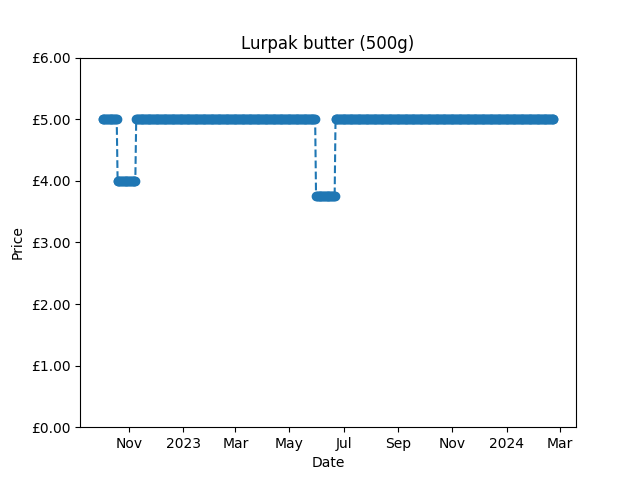 Lurpak butter (500g)
£6.00
£5.00
£4.00
£3.00
£2.00
£1.00
£0.00
Price
Nov 2023 Mar May Jul Sep Nov 2024 Mar
Date